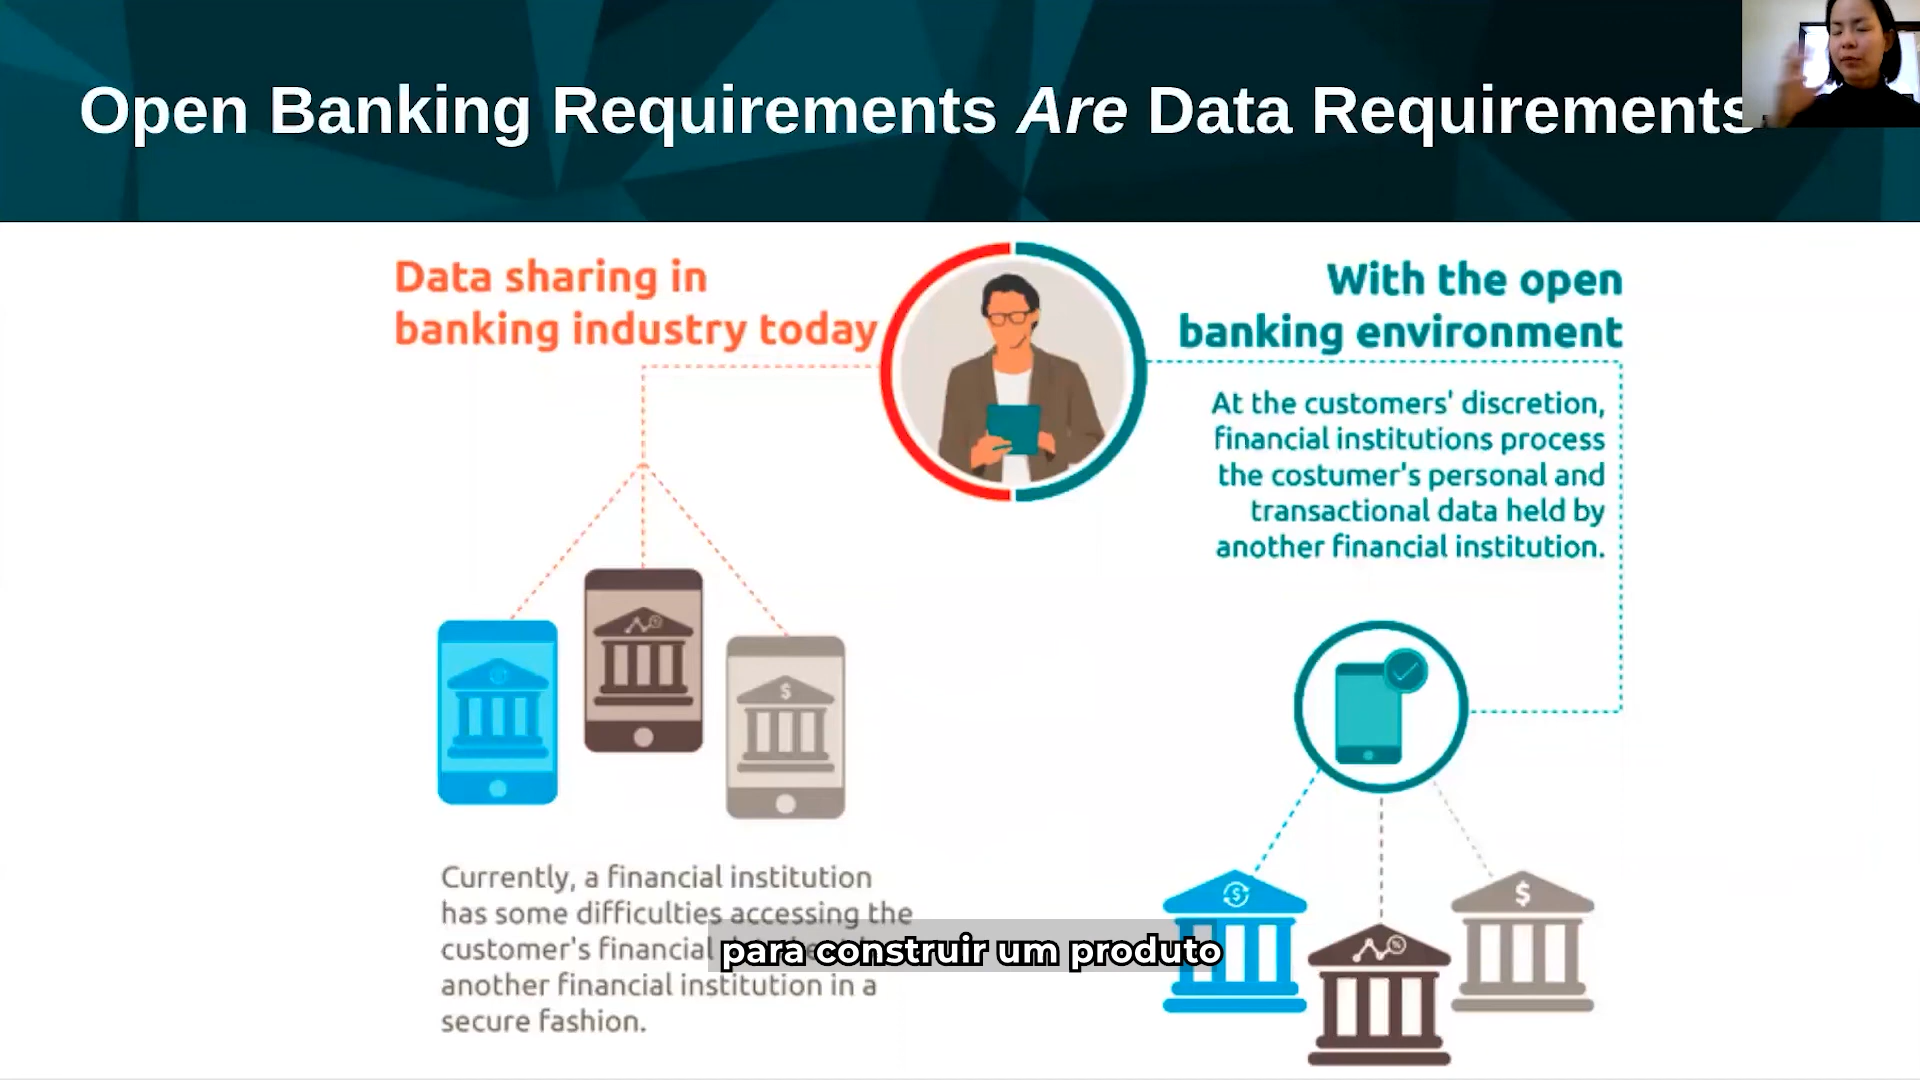 Open Banking Requirements Are Data Requirements
Data sharing in
banking industry today
With the open
banking environment
At the customers' discretion,
financial institutions process
the costumer's personal and
transactional data held by
another financial institution.
Currently, a financial institution
has some difficulties accessing the
customer's financial
another financial institution in a
secure fashion.
para construir um produto